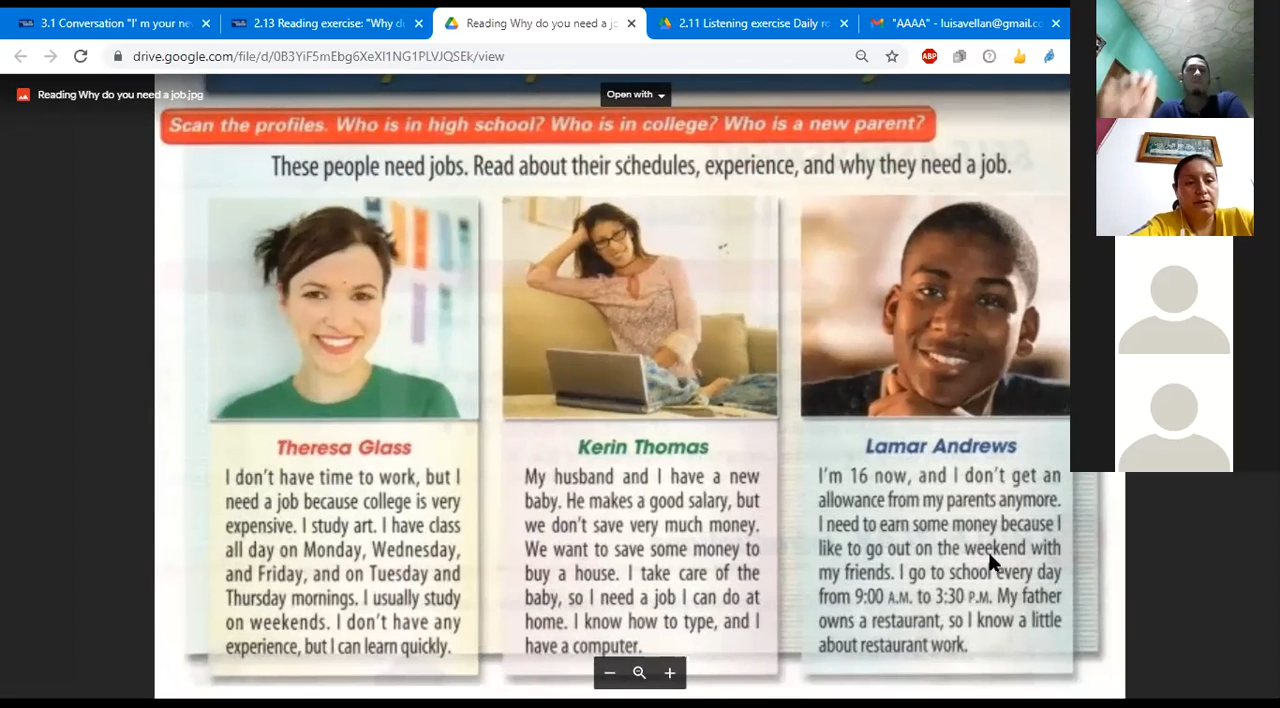 3.1 Conversation "I' m your ne
2.13 Reading exercise: "Why d
Reading Why do you need a jo
2.11 Listening exercise Daily ro
"AAAA" - luisavellan@gmail.c
drive.google.com/file/d/0B3YiF5mEbg6XeXl1NG1PLVJQSEk/view
ABP
Reading Why do you need a job.jpg
Open with
Scan the profiles. Who is in high school? Who is in college? Who is a new parent?
These people need jobs. Read about their schedules, experience, and why they need a job.
Theresa Glass
I don't have time to work, but I
need a job because college is very
expensive. I study art. I have class
all day on Monday, Wednesday,
and Friday, and on Tuesday and
Thursday mornings. I usually study
on weekends. I don't have any
experience, but I can learn quickly.
Kerin Thomas
My husband and I have a new
baby. He makes a good salary, but
we don't save very much money.
We want to save some money to
buy a house. I take care of the
baby, so I need a job I can do at
home. I know how to type, and I
have a computer.
Lamar Andrews
I'm 16 now, and I don't get an
allowance from my parents anymore.
I need to earn some money because I
like to go out on the weekend with
my friends. I go to school every day
from 9:00 A.M. to 3:30 P.M. My father
owns a restaurant, so I know a little
about restaurant work.